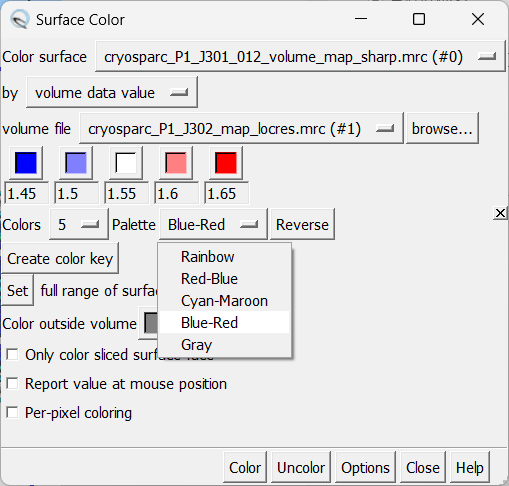 Surface Color
Color surface cryosparc_P1_J301_012_volume_map_sharp.mrc (#0)
by volume data value
volume file cryosparc_P1_J302_map_locres.mrc (#1) browse...
1.45 1.5 1.55 1.6 1.65
Colors 5 Palette Blue-Red Reverse
Create color key
Rainbow
Red-Blue
Cyan-Maroon
Blue-Red
Gray
Set full range of surfa
Color outside volume
Only color sliced surface face
Report value at mouse position
Per-pixel coloring
Color Uncolor Options Close Help